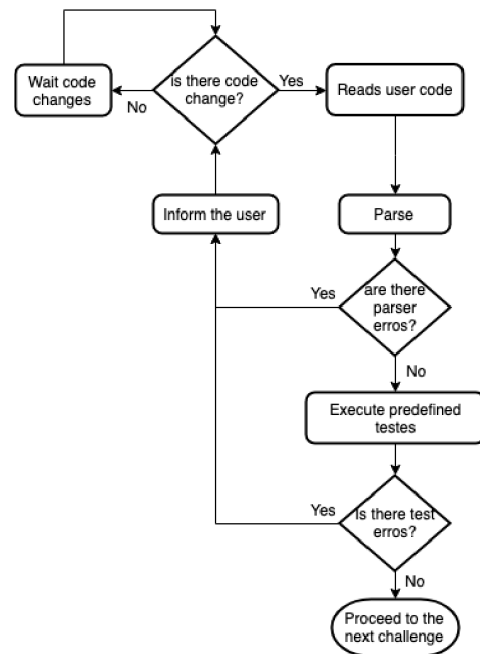 Wait code
changes
is there code
change?
Yes
Reads user code
No
Inform the user
Parse
Yes
are there
parser
erros?
No
Execute predefined
testes
Yes
Is there test
erros?
No
Proceed to the
next challenge